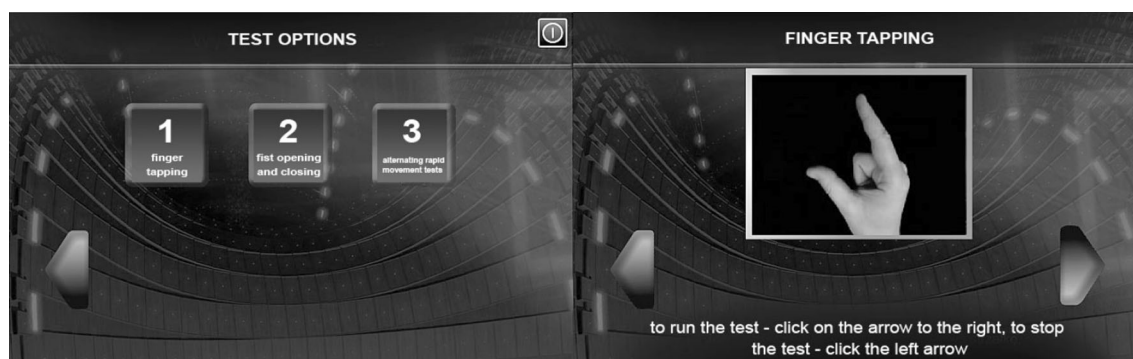 TEST OPTIONS
1
finger
tapping
2
fist opening
and closing
3
alternating rapid
movement tests
FINGER TAPPING
to run the test - click on the arrow to the right, to stop
the test - click the left arrow